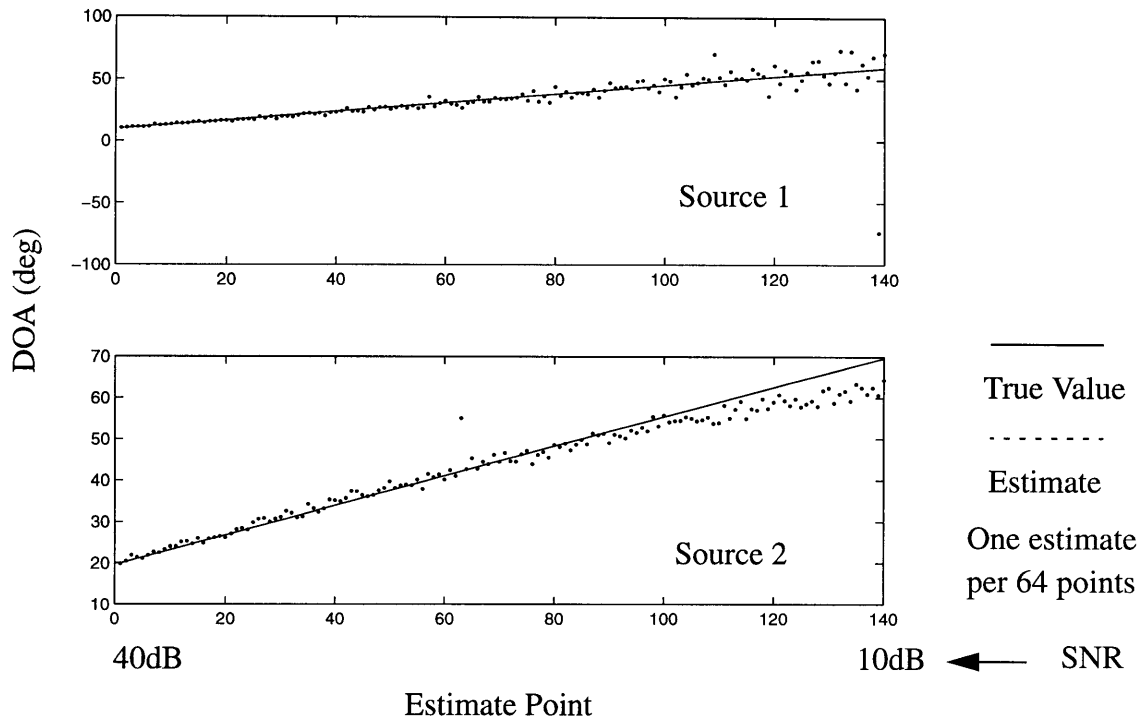 100
50
0
−50
−100
0 20 40 60 80 100 120 140
Source 1
DOA (deg)
70
60
50
40
30
20
10
0 20 40 60 80 100 120 140
Source 2
True Value
Estimate
One estimate
per 64 points
40dB 10dB SNR
Estimate Point